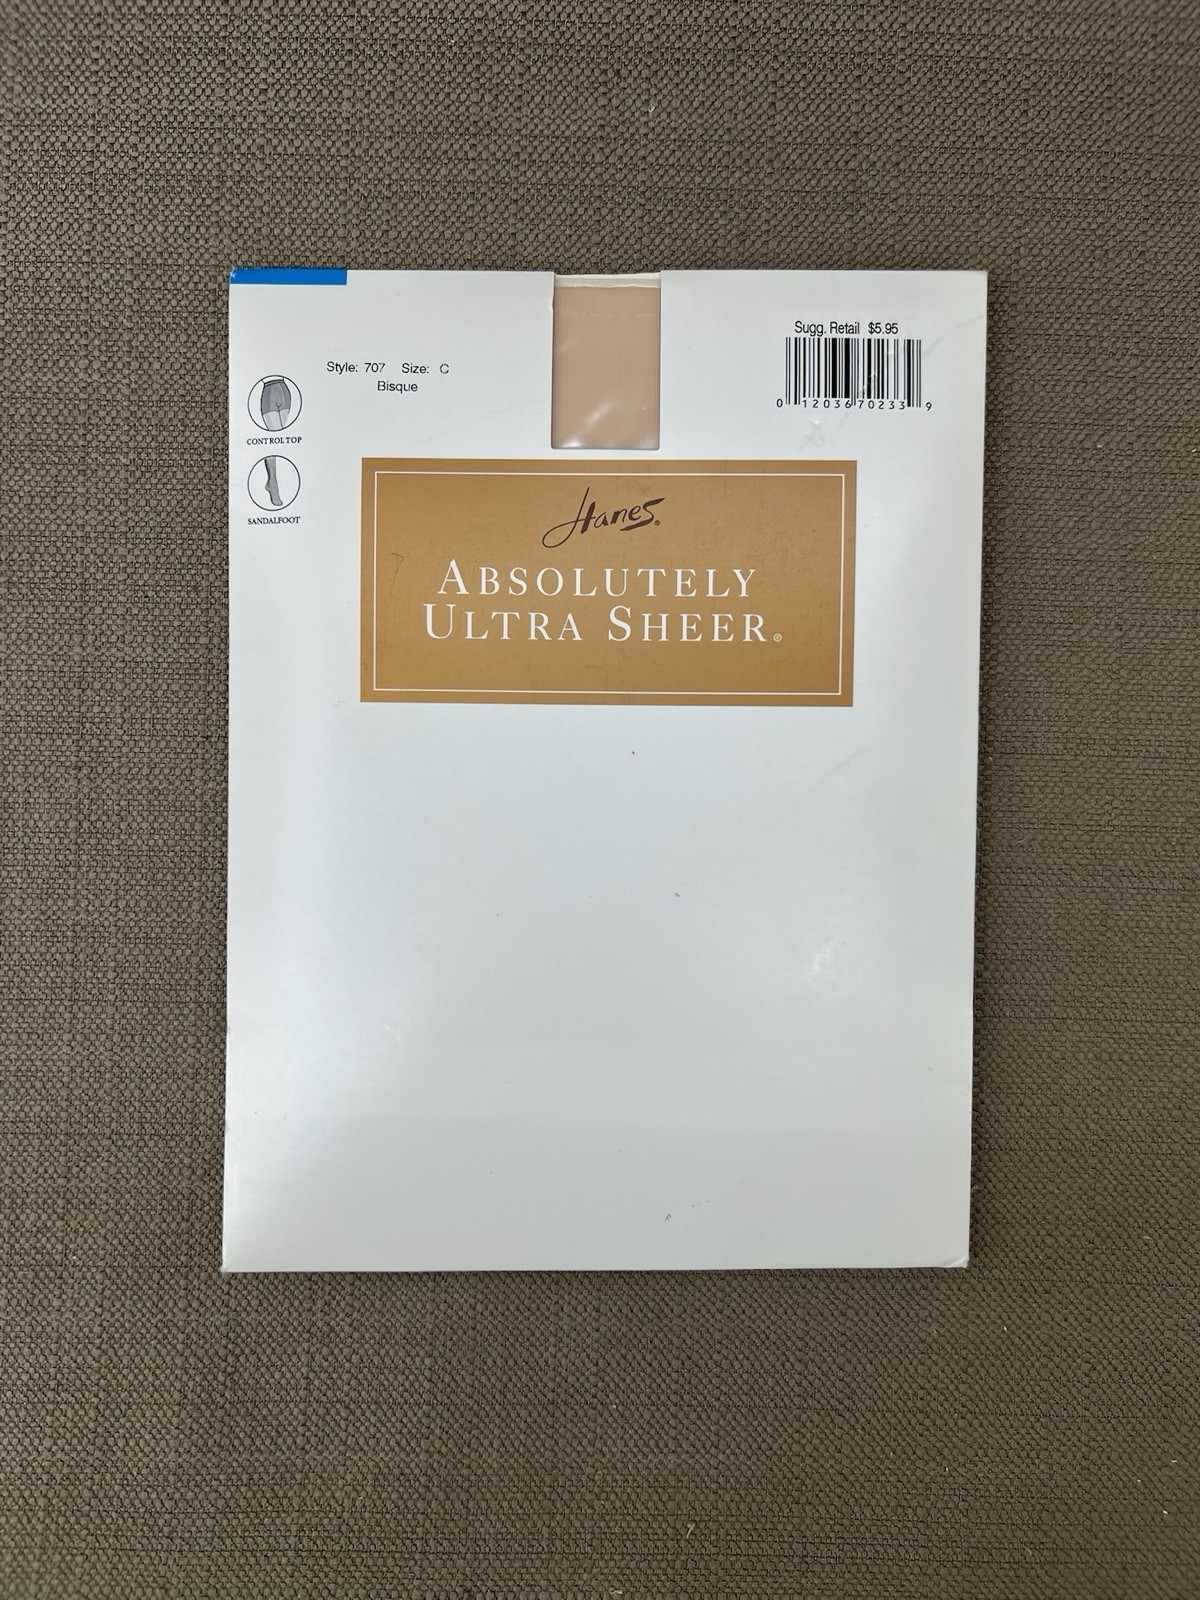 Sugg. Retail $5.95
0 12036 70233 9
Style: 707 Size: C
Bisque
CONTROL TOP
SANDALFOOT
Hanes®
ABSOLUTELY
ULTRA SHEER®